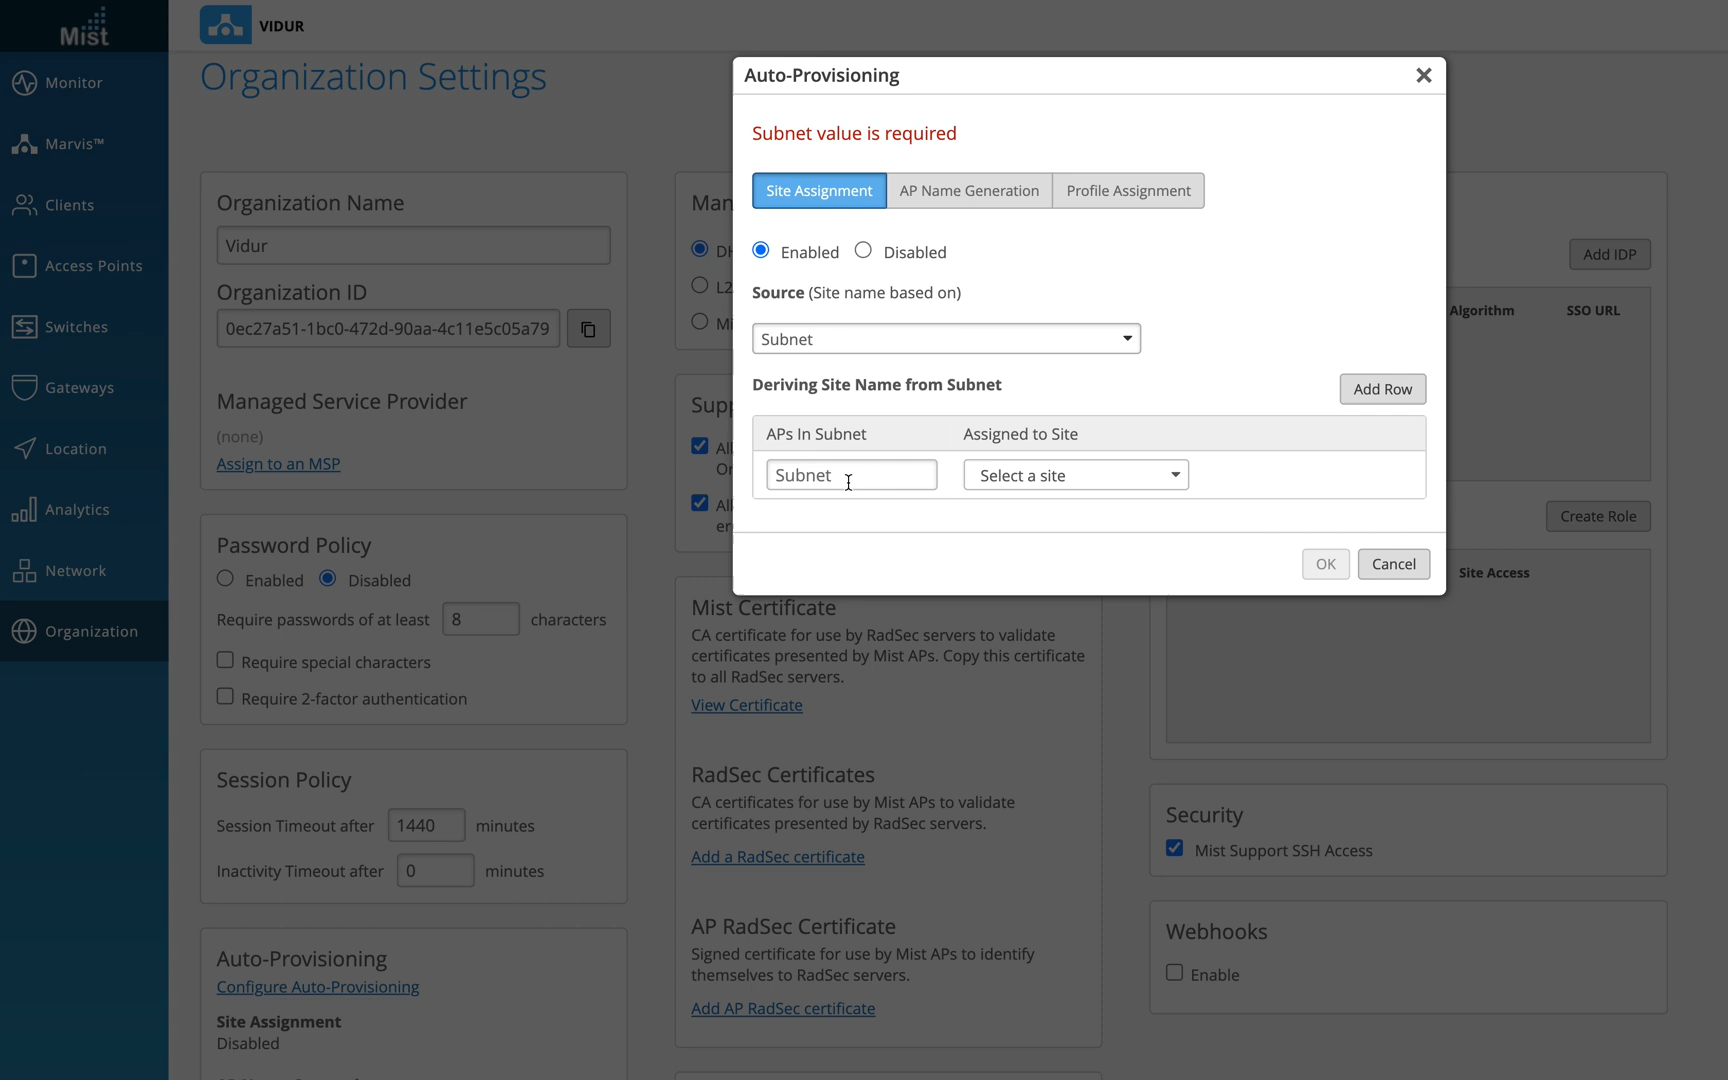 Mist
VIDUR
Monitor
Marvis™
Clients
Access Points
Switches
Gateways
Location
Analytics
Network
Organization
Organization Settings
Organization Name
Vidur
Organization ID
0ec27a51-1bc0-472d-90aa-4c11e5c05a79
Managed Service Provider
(none)
Assign to an MSP
Password Policy
Enabled Disabled
Require passwords of at least 8 characters
Require special characters
Require 2-factor authentication
Session Policy
Session Timeout after 1440 minutes
Inactivity Timeout after 0 minutes
Auto-Provisioning
Configure Auto-Provisioning
Site Assignment
Disabled
Man
DH
L2
Mi
Supp
All
Or
All
er
Mist Certificate
CA certificate for use by RadSec servers to validate
certificates presented by Mist APs. Copy this certificate
to all RadSec servers.
View Certificate
RadSec Certificates
CA certificates for use by Mist APs to validate
certificates presented by RadSec servers.
Add a RadSec certificate
AP RadSec Certificate
Signed certificate for use by Mist APs to identify
themselves to RadSec servers.
Add AP RadSec certificate
Auto-Provisioning
Subnet value is required
Site Assignment AP Name Generation Profile Assignment
Enabled Disabled
Source (Site name based on)
Subnet
Deriving Site Name from Subnet
Add Row
APs In Subnet Assigned to Site
Subnet Select a site
OK Cancel
Add IDP
Algorithm SSO URL
Create Role
Site Access
Security
Mist Support SSH Access
Webhooks
Enable